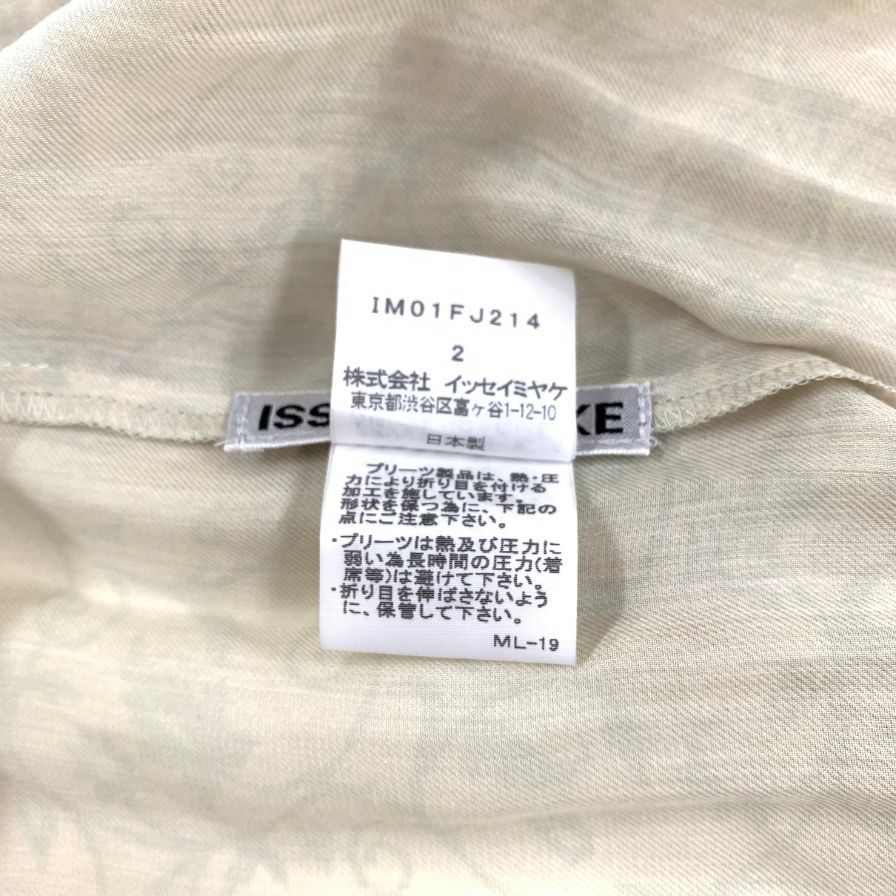 IM01FJ214
2
株式会社 イッセイミヤケ
東京都渋谷区富ヶ谷1-12-10
ISS KE
日本製
プリーツ製品は、熱・圧
力により折り目を付ける
加工を施しています。
形状を保つ為に、下記の
点にご注意下さい。
・プリーツは熱及び圧力に
弱い為長時間の圧力(着
席等)は避けて下さい。
・折り目を伸ばさないよう
に、保管して下さい。
ML-19